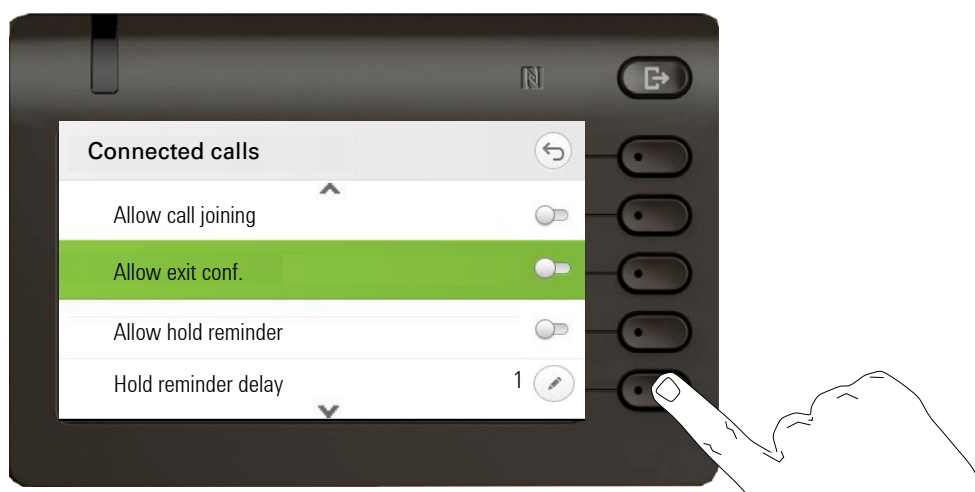 Connected calls
Allow call joining
Allow exit conf.
Allow hold reminder
Hold reminder delay 1